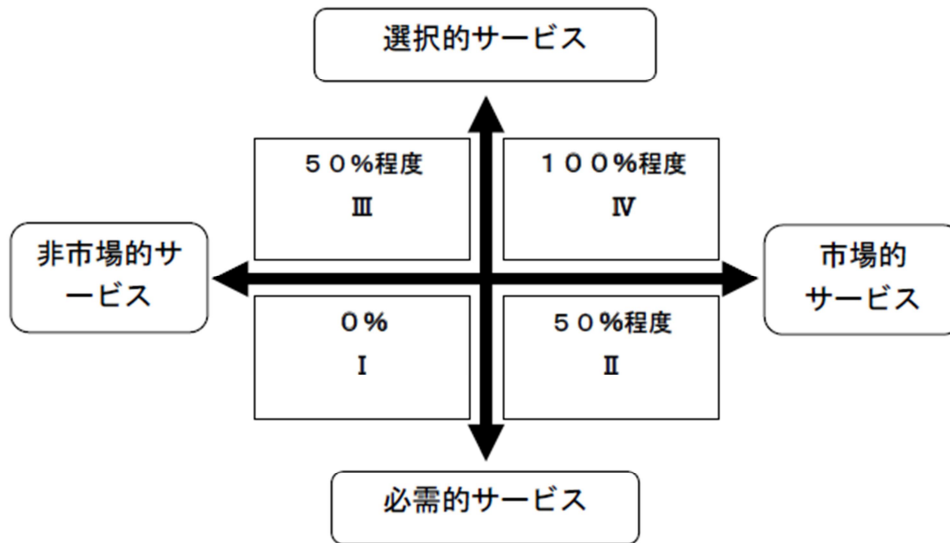 選択的サービス
５０%程度
Ⅲ
１００%程度
Ⅳ
非市場的サ
ービス
市場的
サービス
０%
Ⅰ
５０%程度
Ⅱ
必需的サービス